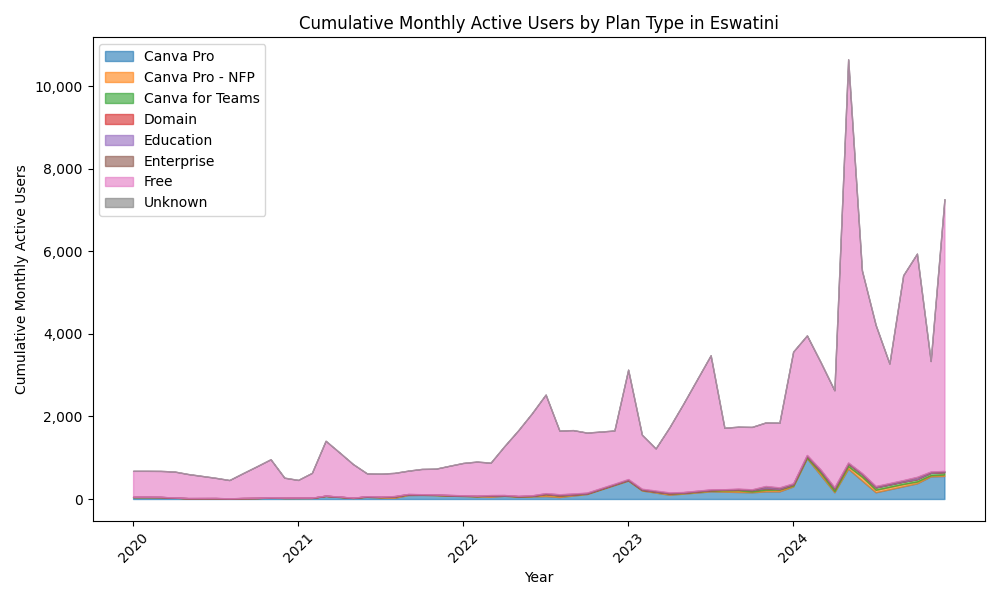 Cumulative Monthly Active Users by Plan Type in Eswatini
Canva Pro
Canva Pro - NFP
Canva for Teams
Domain
Education
Enterprise
Free
Unknown
Cumulative Monthly Active Users
10,000
8,000
6,000
4,000
2,000
0
2020
2021
2022
2023
2024
Year